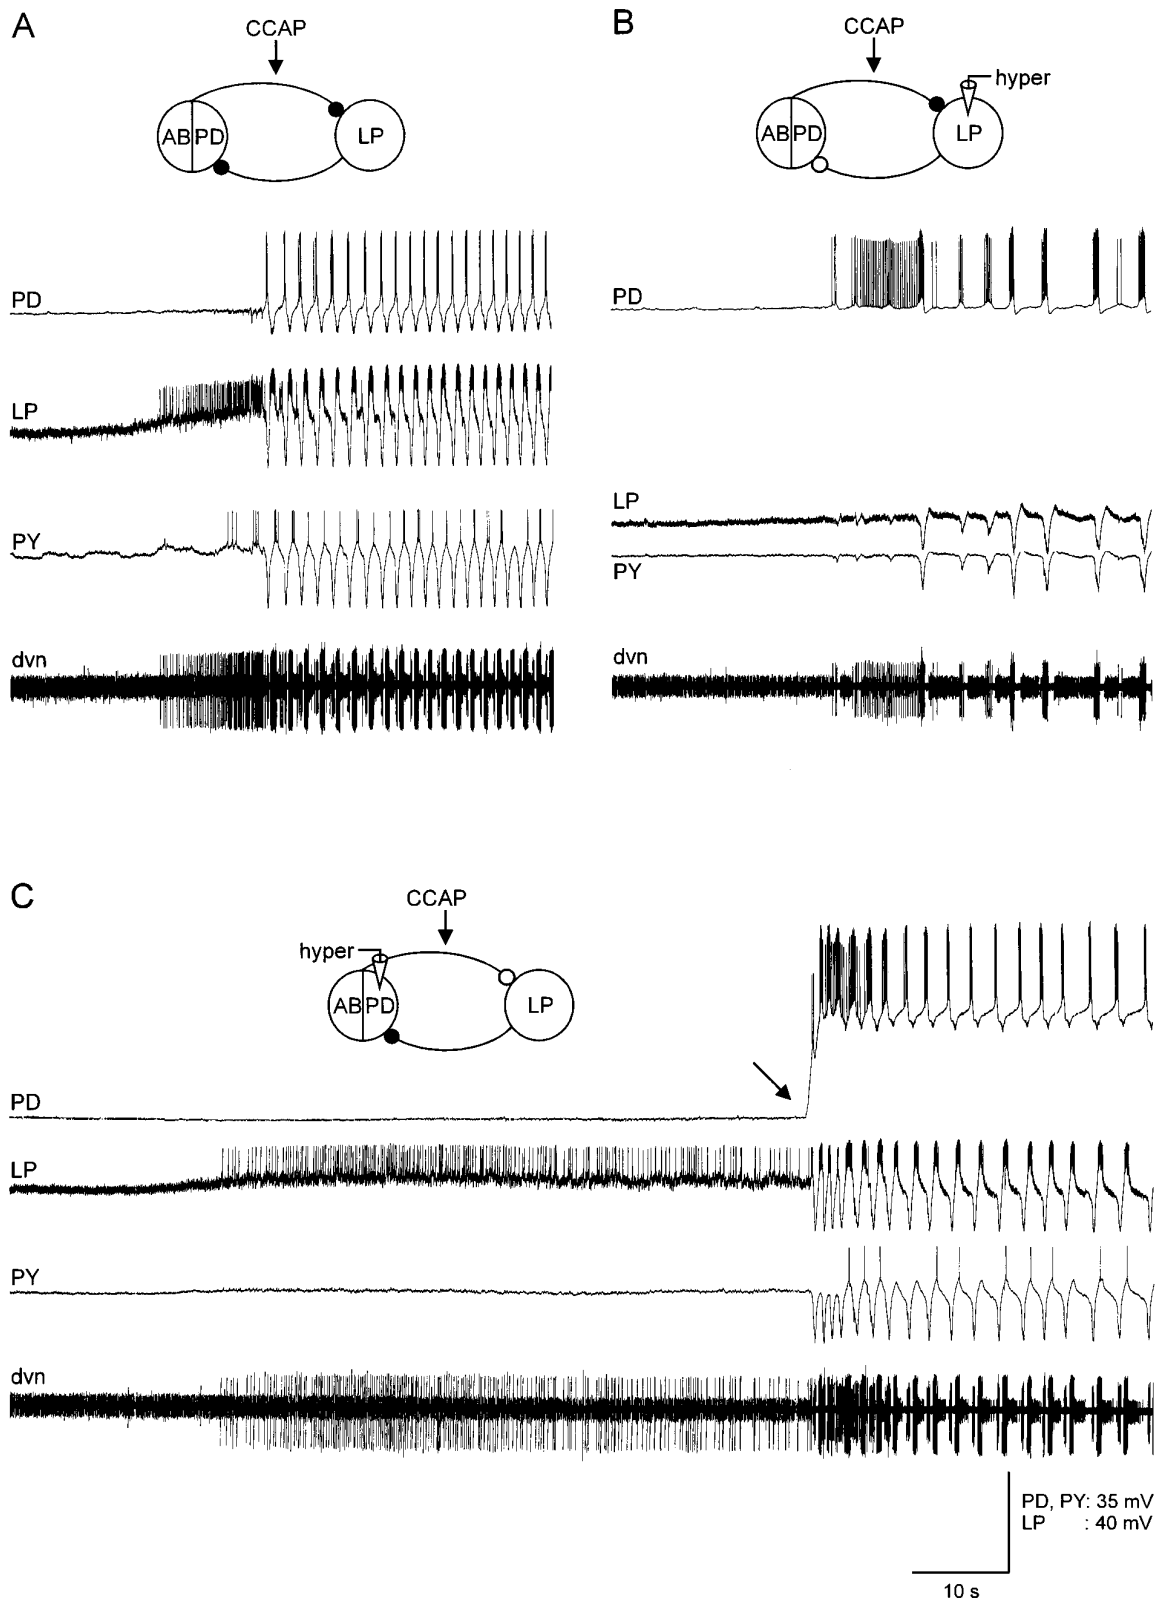 A
CCAP
AB PD
LP
PD
LP
PY
dvn
B
CCAP
hyper
AB PD
LP
PD
LP
PY
dvn
C
CCAP
hyper
AB PD
LP
PD
LP
PY
dvn
PD, PY: 35 mV
LP : 40 mV
10 s